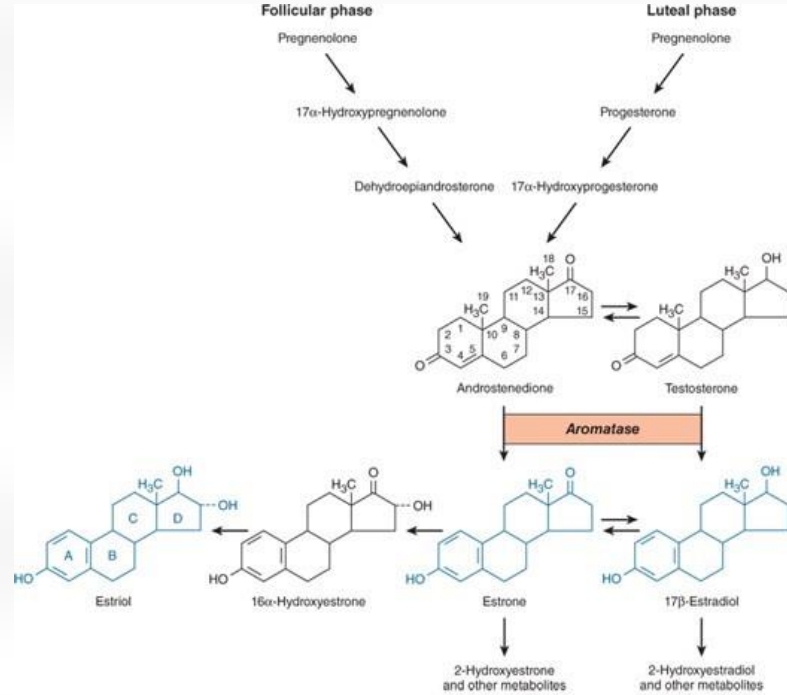 Follicular phase
Luteal phase
Pregnenolone
Pregnenolone
17α-Hydroxypregnenolone
Progesterone
Dehydroepiandrosterone
17α-Hydroxyprogesterone
18
O
H₃C
12
17
19
11
13
16
H₃C
14
15
1
9
2
10
8
3
5
7
4
6
O
Androstenedione
OH
H₃C
H₃C
O
Testosterone
Aromatase
OH
H₃C
OH
C
D
A
B
HO
Estriol
O
H₃C
OH
HO
16α-Hydroxyestrone
O
H₃C
HO
Estrone
OH
H₃C
HO
17β-Estradiol
2-Hydroxyestrone
and other metabolites
2-Hydroxyestradiol
and other metabolites